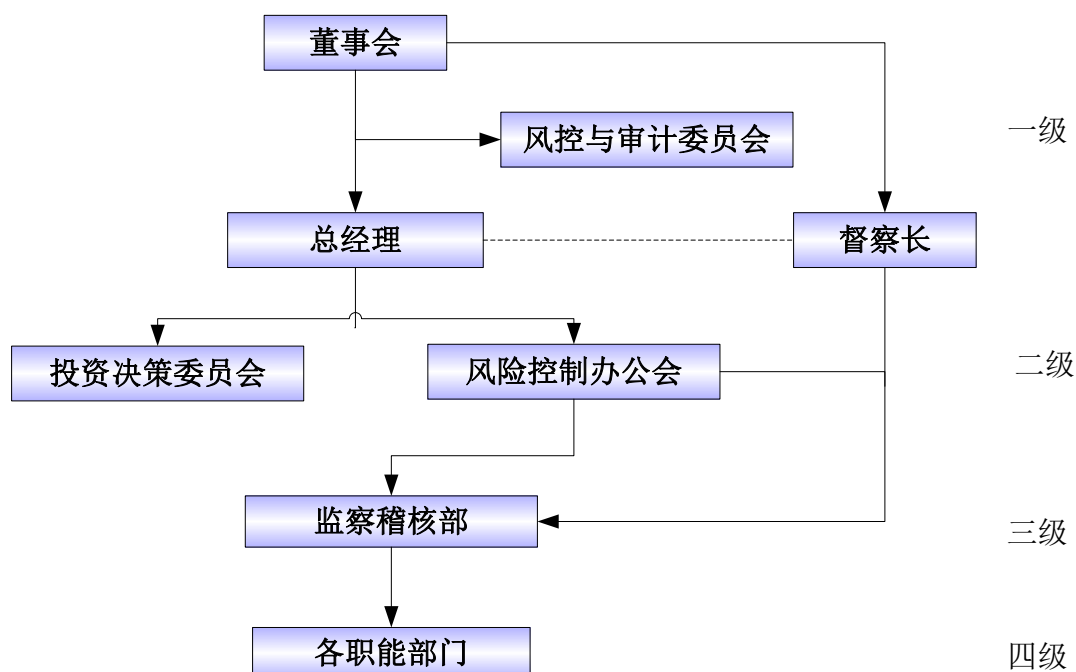 董事会
风控与审计委员会
一级
总经理
督察长
投资决策委员会
风险控制办公会
二级
监察稽核部
三级
各职能部门
四级